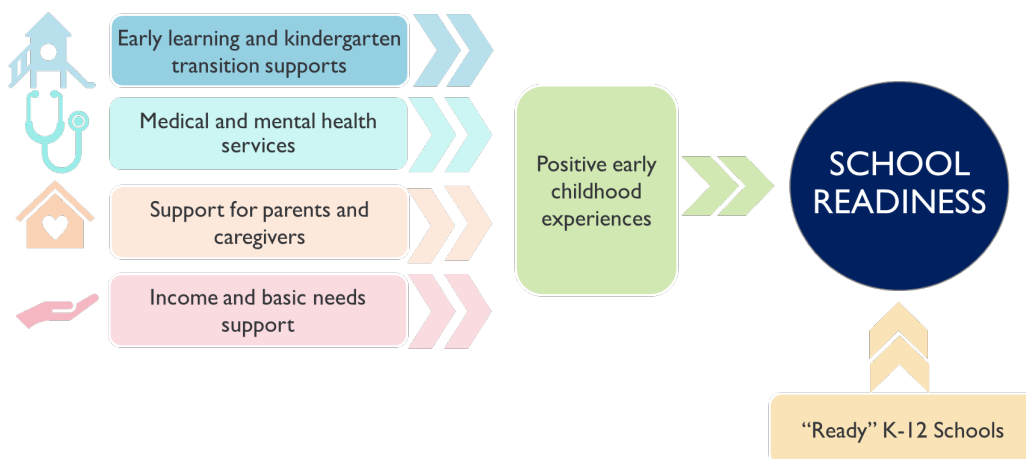 Early learning and kindergarten
transition supports
Medical and mental health
services
Support for parents and
caregivers
Income and basic needs
support
Positive early
childhood
experiences
SCHOOL
READINESS
“Ready” K-12 Schools